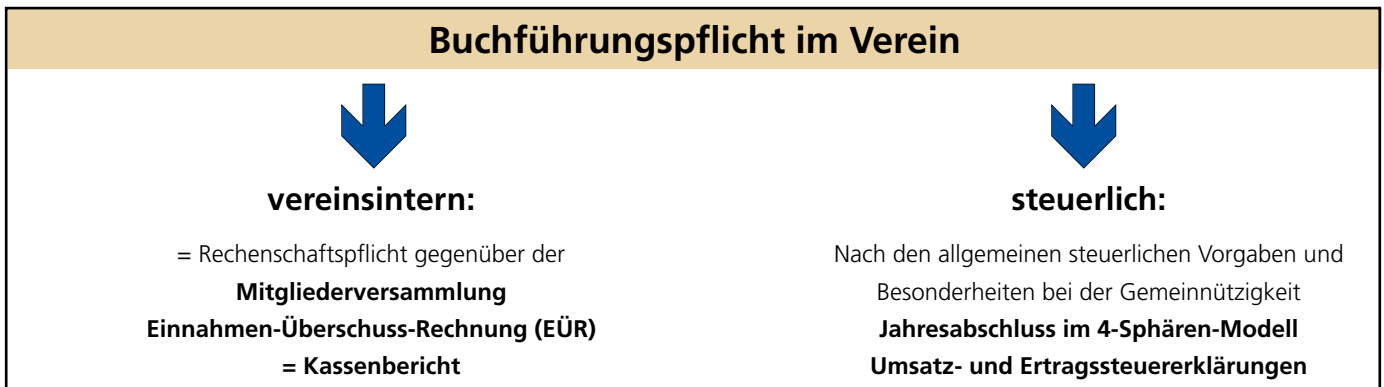 Buchführungspflicht im Verein
vereinsintern:
= Rechenschaftspflicht gegenüber der
Mitgliederversammlung
Einnahmen-Überschuss-Rechnung (EÜR)
= Kassenbericht
steuerlich:
Nach den allgemeinen steuerlichen Vorgaben und
Besonderheiten bei der Gemeinnützigkeit
Jahresabschluss im 4-Sphären-Modell
Umsatz- und Ertragssteuererklärungen